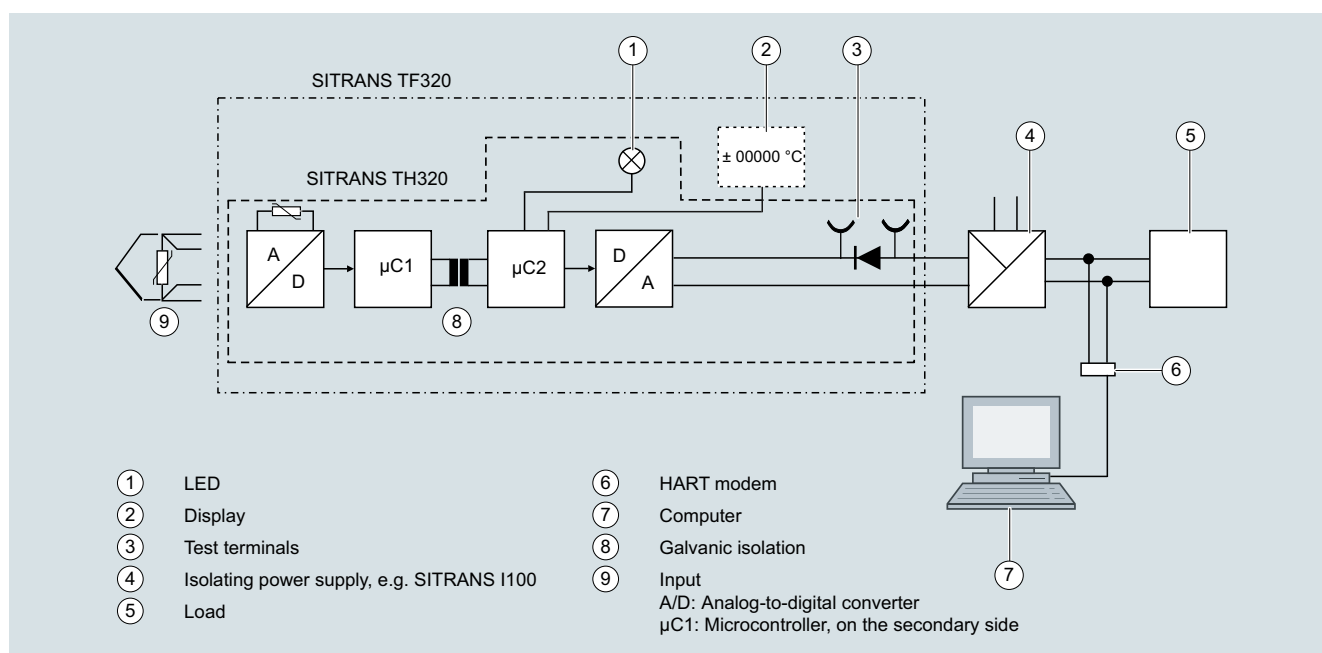 1
2
3
SITRANS TF320
4
5
± 00000 °C
SITRANS TH320
A
D
µC1
µC2
D
A
9
8
6
1 LED
2 Display
3 Test terminals
4 Isolating power supply, e.g. SITRANS I100
5 Load
6 HART modem
7 Computer
8 Galvanic isolation
9 Input
A/D: Analog-to-digital converter
µC1: Microcontroller, on the secondary side
7